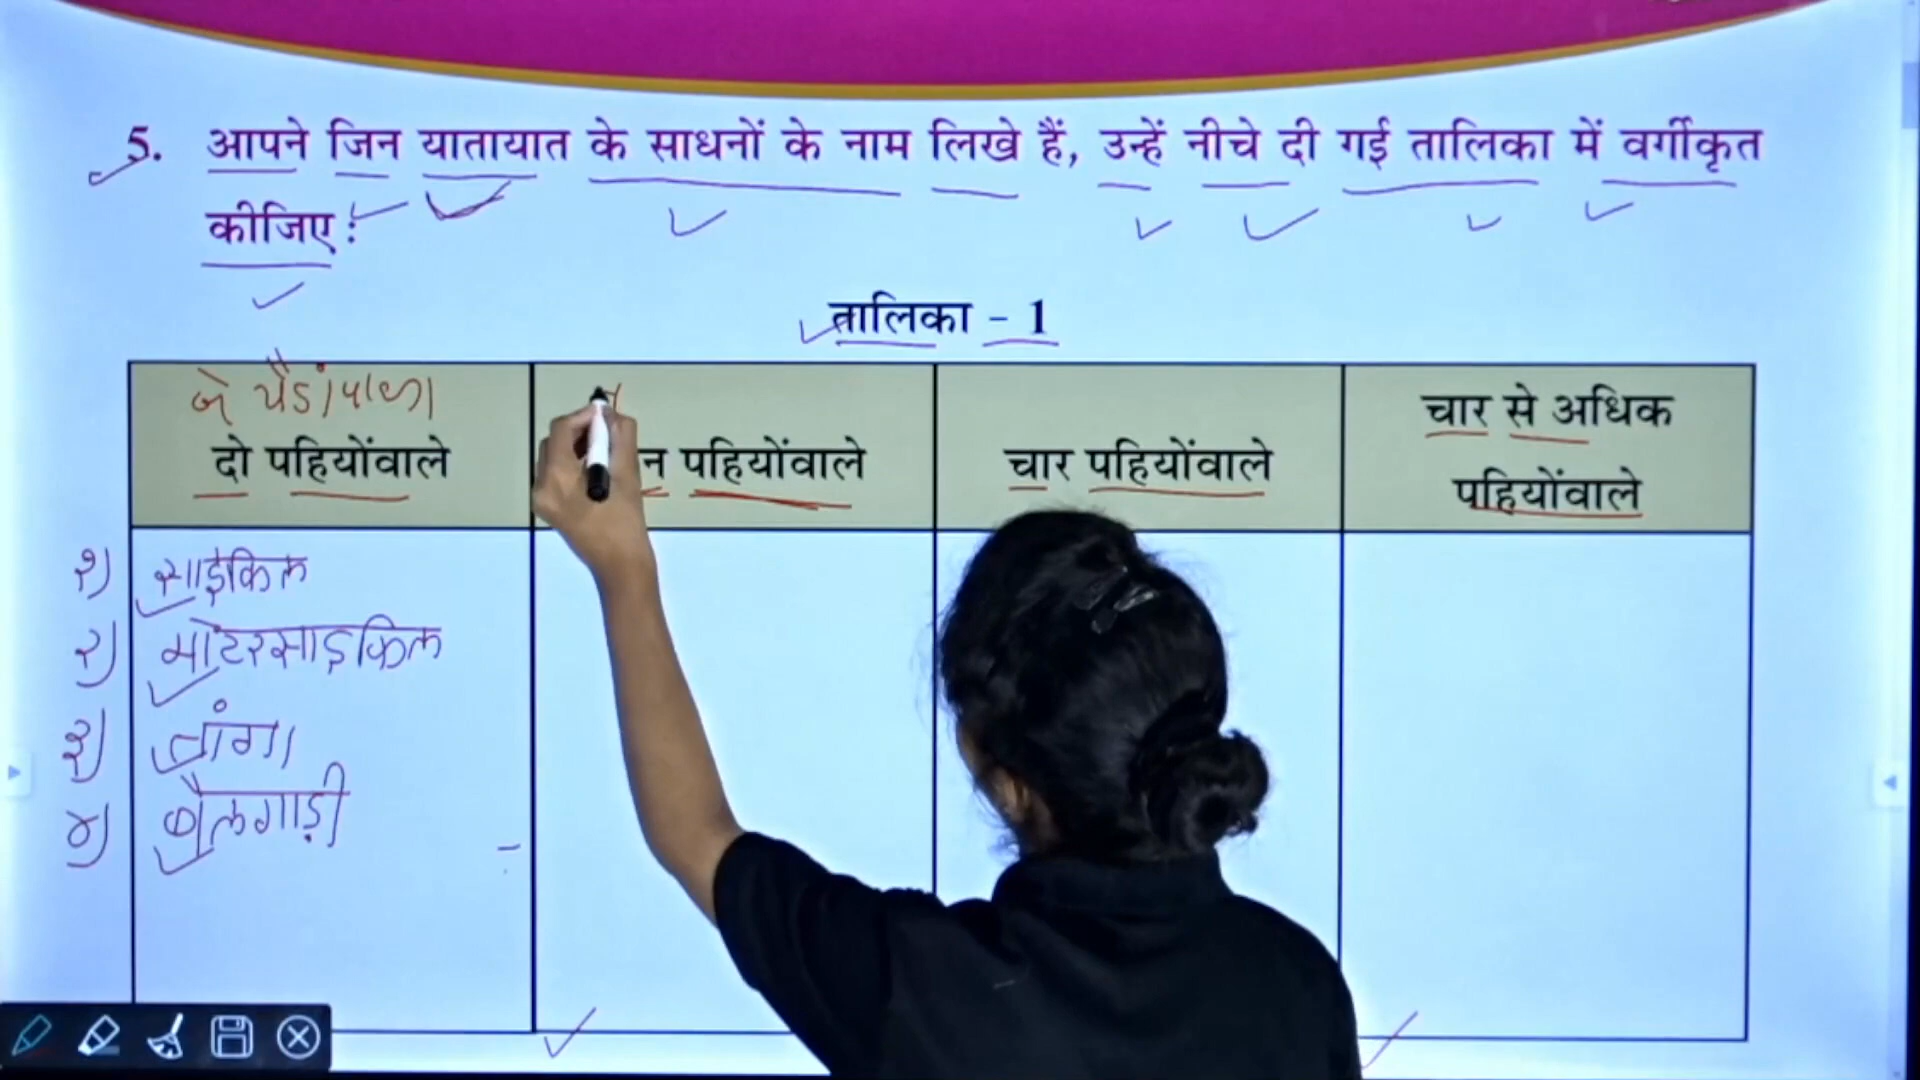 5. आपने जिन यातायात के साधनों के नाम लिखे हैं, उन्हें नीचे दी गई तालिका में वर्गीकृत
कीजिए :
तालिका - 1
બે પૈડાંવાળા
दो पहियोंवाले
न पहियोंवाले
चार पहियोंवाले
चार से अधिक
पहियोंवाले
१) साइकिल
२) मोटरसाइकिल
३) तांगा
४) बैलगाड़ी